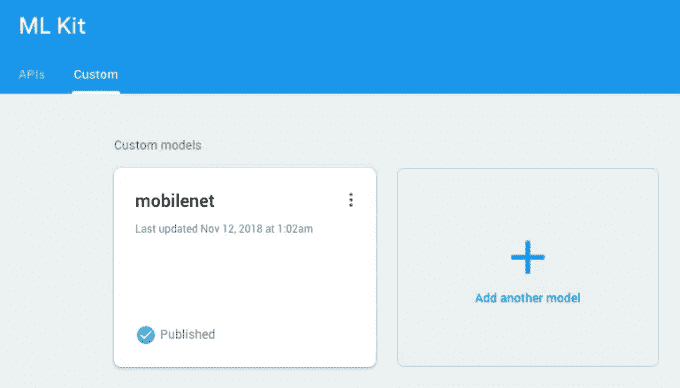 ML Kit
APIs
Custom
Custom models
mobilenet
Last updated Nov 12, 2018 at 1:02am
Published
Add another model